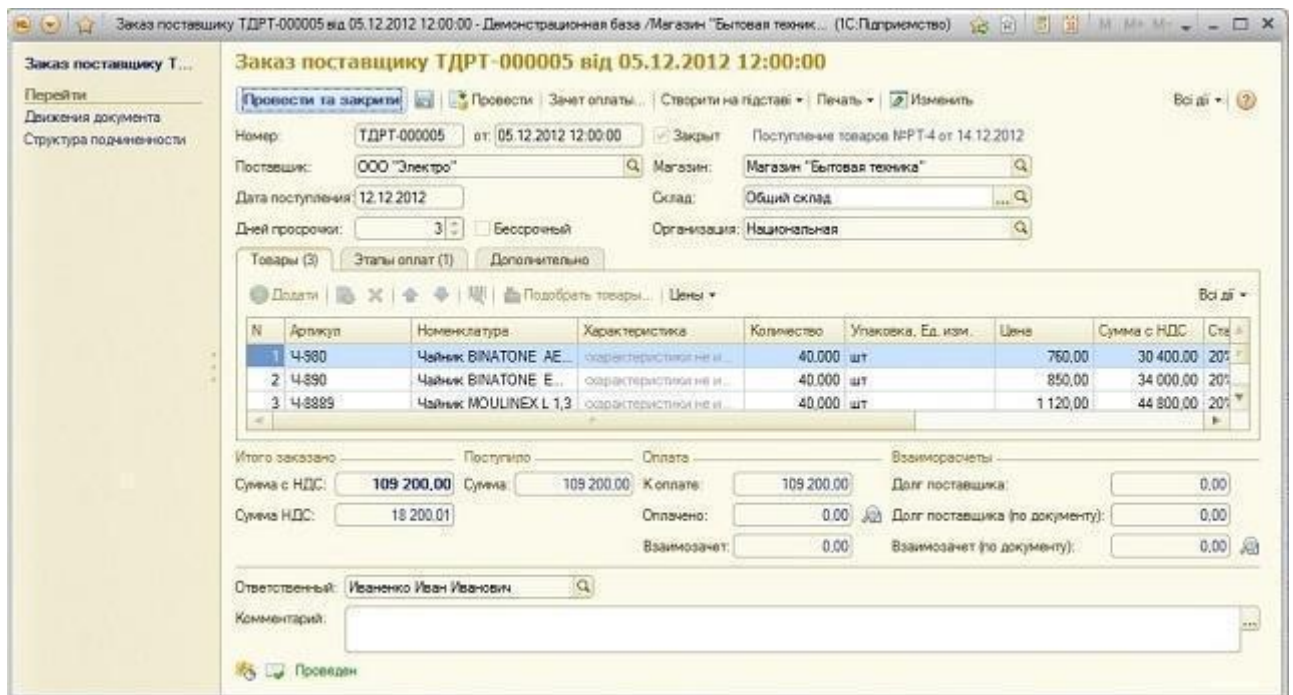 Заказ поставщику ТДРТ-000005 від 05.12.2012 12:00:00 - Демонстрационная база /Магазин "Бытовая техник... (1С:Підприємство) M M+ M-
Заказ поставщику Т...
Перейти
Движения документа
Структура подчиненности
Заказ поставщику ТДРТ-000005 від 05.12.2012 12:00:00
Провести та закрити Провести Зачет оплаты... Створити на підставі Печать Изменить Всі дії
Номер: ТДРТ-000005 от: 05.12.2012 12:00:00 Закрыт Поступление товаров №РТ-4 от 14.12.2012
Поставщик: ООО "Электро" Магазин: Магазин "Бытовая техника"
Дата поступления: 12.12.2012 Склад: Общий склад ...
Дней просрочки: 3 Бессрочный Организация: Национальная
Товары (3) Этапы оплат (1) Дополнительно
Додати Подобрать товары... Цены Всі дії
N Артикул Номенклатура Характеристика Количество Упаковка, Ед. изм. Цена Сумма с НДС Ста
1 Ч-980 Чайник BINATONE AE... <характеристики не и... 40,000 шт 760,00 30 400,00 20%
2 Ч-890 Чайник BINATONE E... <характеристики не и... 40,000 шт 850,00 34 000,00 20%
3 Ч-8889 Чайник MOULINEX L 1,3 <характеристики не и... 40,000 шт 1 120,00 44 800,00 20%
Итого заказано Поступило Оплата Взаиморасчеты
Сумма с НДС: 109 200,00 Сумма: 109 200,00 К оплате: 109 200,00 Долг поставщика: 0,00
Сумма НДС: 18 200,01 Оплачено: 0,00 Долг поставщика (по документу): 0,00
Взаимозачет: 0,00 Взаимозачет (по документу): 0,00
Ответственный: Иваненко Иван Иванович
Комментарий: ...
Проведен